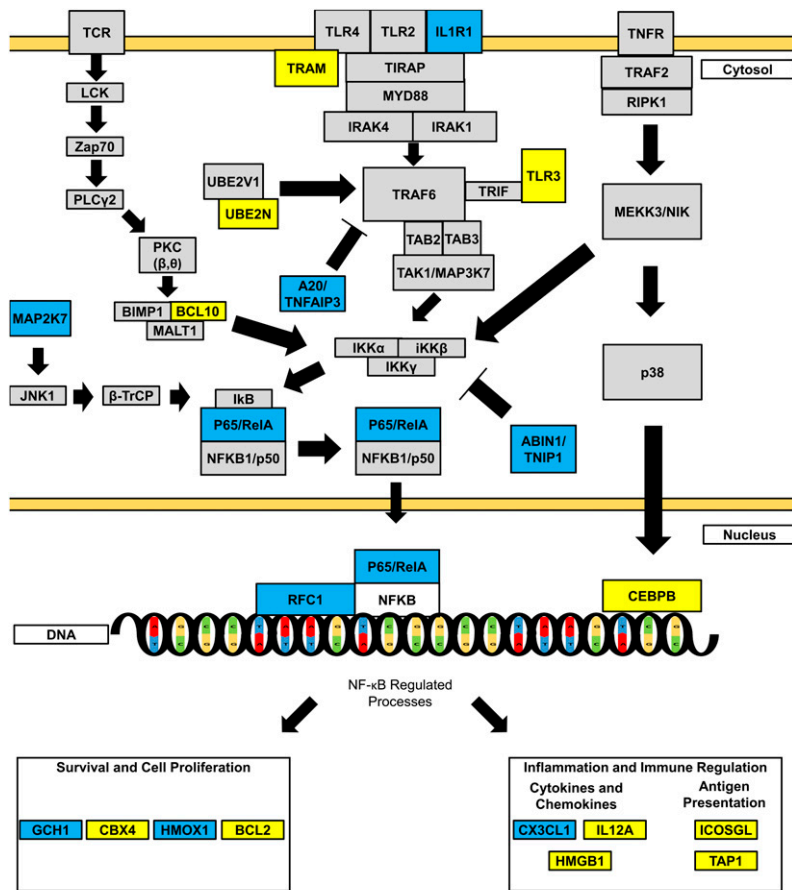 TCR
TLR4
TLR2
IL1R1
TNFR
TRAM
TIRAP
TRAF2
Cytosol
LCK
MYD88
RIPK1
IRAK4
IRAK1
Zap70
UBE2V1
UBE2N
TRAF6
TRIF
TLR3
PLCγ2
MEKK3/NIK
PKC
(β,θ)
TAB2
TAB3
TAK1/MAP3K7
A20/
TNFAIP3
MAP2K7
BIMP1
BCL10
MALT1
IKKα
iKKβ
IKKγ
p38
JNK1
β-TrCP
IkB
P65/RelA
NFKB1/p50
P65/RelA
NFKB1/p50
ABIN1/
TNIP1
Nucleus
P65/RelA
RFC1
NFKB
CEBPB
DNA
NF-κB Regulated
Processes
Survival and Cell Proliferation
GCH1
CBX4
HMOX1
BCL2
Inflammation and Immune Regulation
Cytokines and
Chemokines
Antigen
Presentation
CX3CL1
IL12A
ICOSGL
HMGB1
TAP1